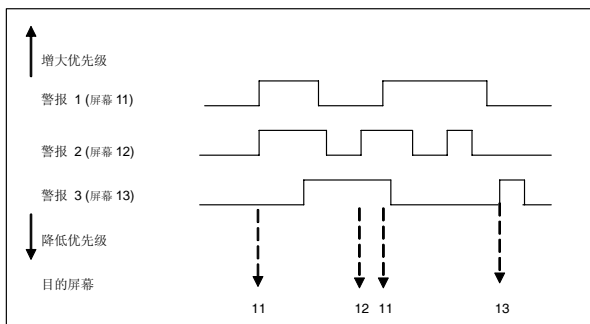 增大优先级
警报 1 (屏幕 11)
警报 2 (屏幕 12)
警报 3 (屏幕 13)
降低优先级
目的屏幕
11 12 11 13